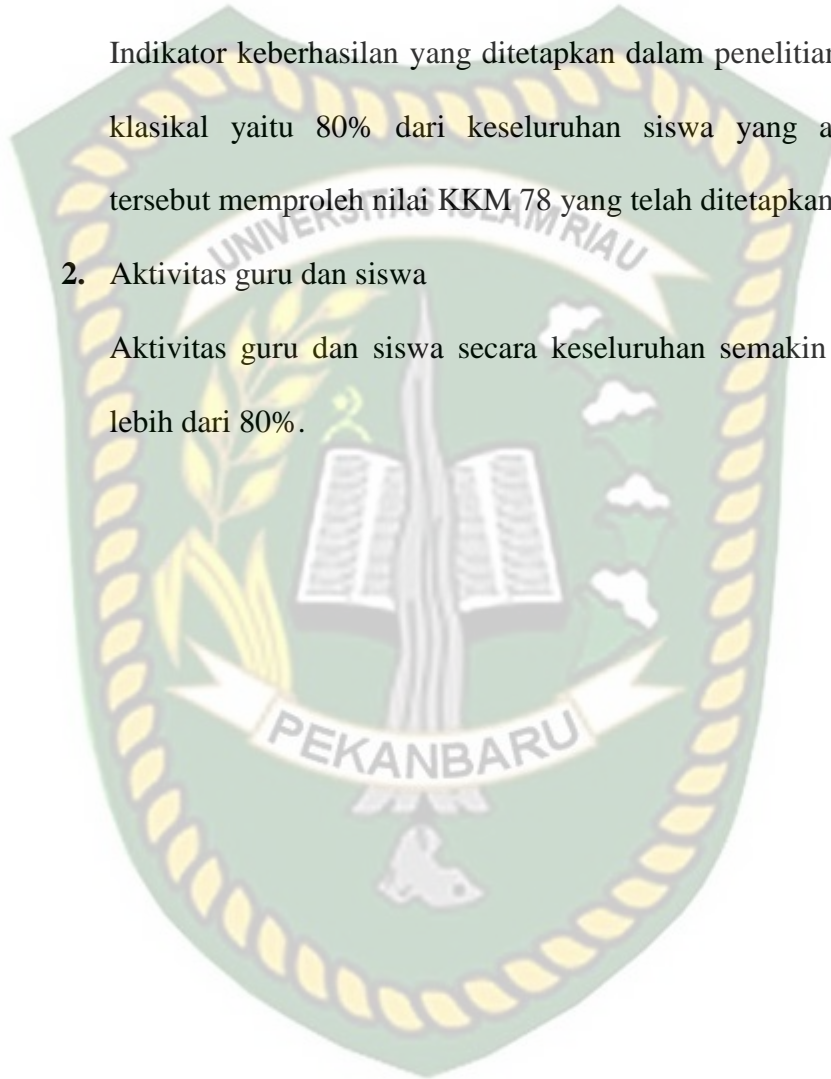 Indikator keberhasilan yang ditetapkan dalam penelitian
klasikal yaitu 80% dari keseluruhan siswa yang a
tersebut memproleh nilai KKM 78 yang telah ditetapkan
UNIVERSITAS ISLAM RIAU
2. Aktivitas guru dan siswa
Aktivitas guru dan siswa secara keseluruhan semakin
lebih dari 80%.
PEKANBARU